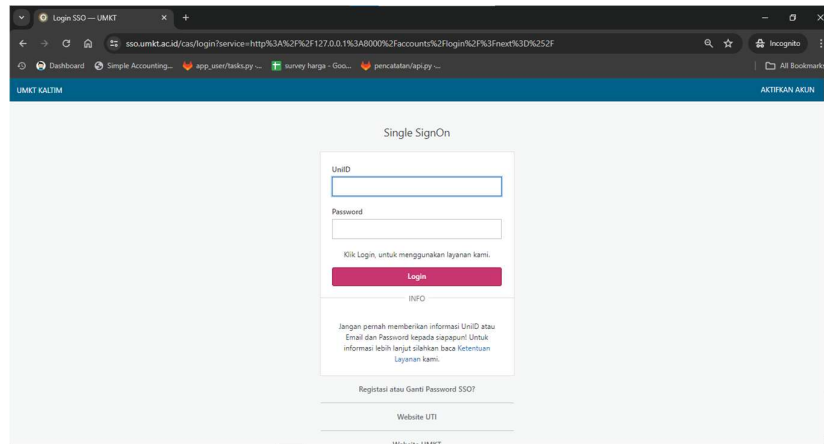 Login SSO — UMKT
sso.umkt.ac.id/cas/login?service=http%3A%2F%2F127.0.0.1%3A8000%2Faccounts%2Flogin%2F%3Fnext%3D%252F
Incognito
Dashboard
Simple Accounting...
app_user/tasks.py -...
survey harga - Goo...
pencatatan/api.py -...
All Bookmarks
UMKT KALTIM
AKTIFKAN AKUN
Single SignOn
UniID
Password
Klik Login, untuk menggunakan layanan kami.
Login
INFO
Jangan pernah memberikan informasi UniID atau
Email dan Password kepada siapapun! Untuk
informasi lebih lanjut silahkan baca Ketentuan
Layanan kami.
Registasi atau Ganti Password SSO?
Website UTI
Website UMKT